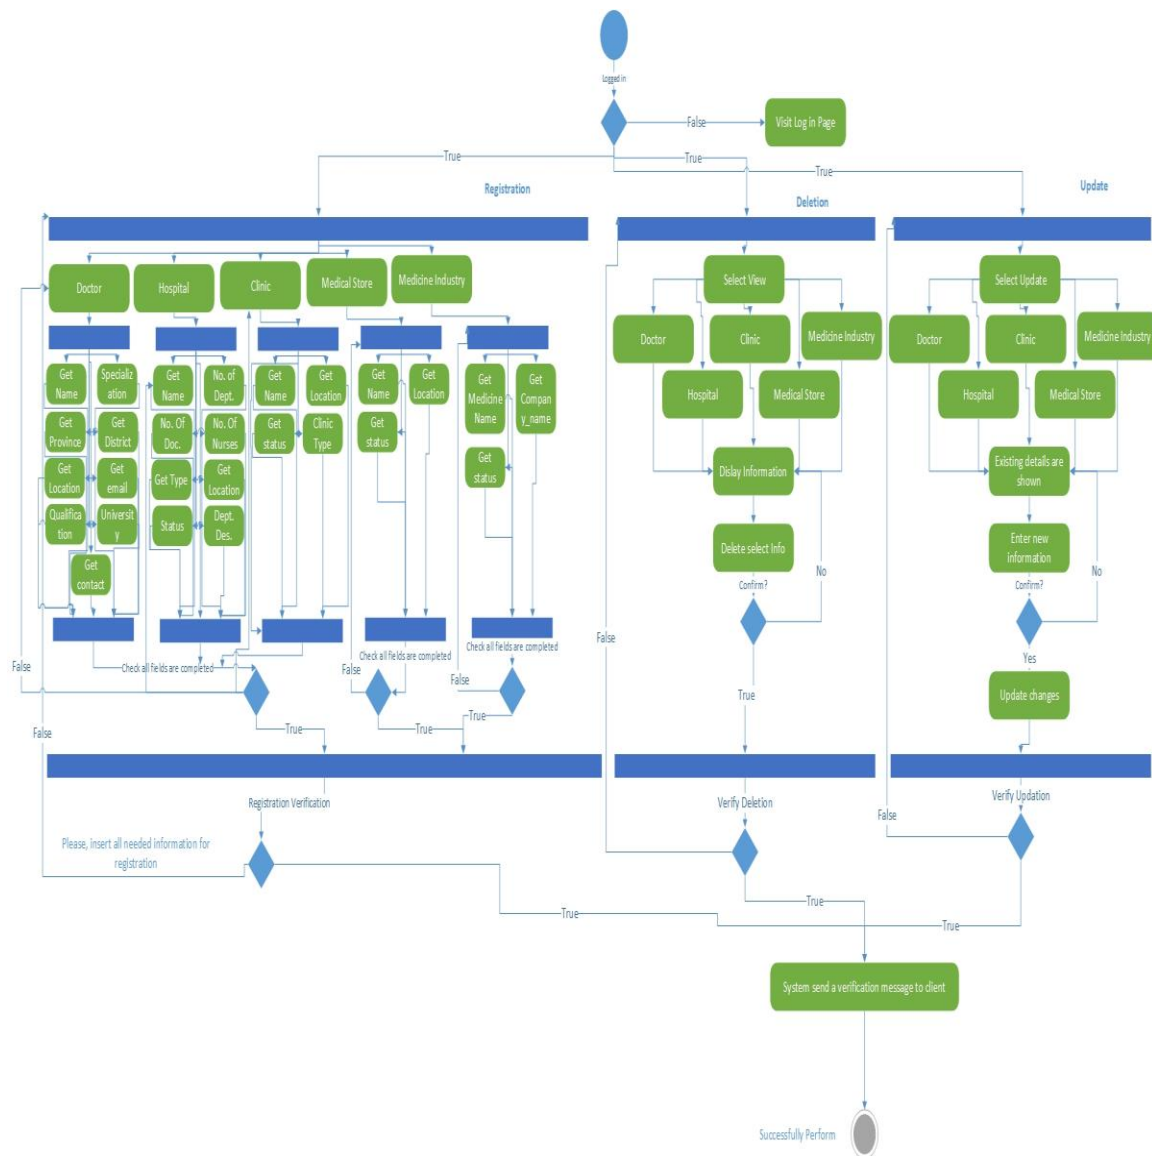 Logged in
False
Visit Log in Page
True
True
True
Registration
Deletion
Update
Doctor
Hospital
Clinic
Medical Store
Medicine Industry
Select View
Select Update
Doctor
Clinic
Medicine Industry
Hospital
Medical Store
Doctor
Clinic
Medicine Industry
Hospital
Medical Store
Get
Name
Specializ
ation
Get
Province
Get
District
Get
Location
Get
email
Qualifica
tion
Universit
y
Get
contact
Get
Name
No. of
Dept.
No. Of
Doc.
No. Of
Nurses
Get Type
Get
Location
Status
Dept.
Des.
Get
Name
Get
Location
Get
status
Clinic
Type
Get
Name
Get
Location
Get
status
Get
Medicine
Name
Get
Compan
y_name
Get
status
Dislay Information
Existing details are
shown
Delete select Info
Enter new
information
Confirm?
No
Confirm?
No
False
Check all fields are completed
False
Check all fields are completed
False
Check all fields are completed
False
True
Yes
Update changes
False
True
True
True
False
Registration Verification
Verify Deletion
Verify Updation
Please, insert all needed information for
registration
True
True
True
System send a verification message to client
Successfully Perform